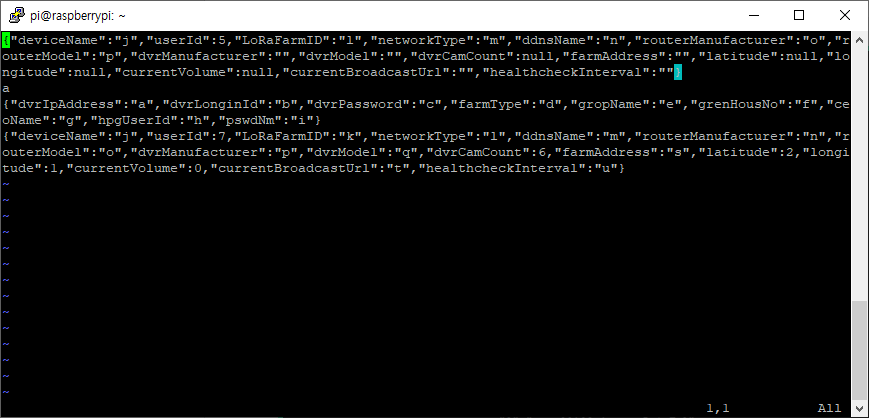 pi@raspberrypi: ~
{"deviceName":"j","userId":5,"LoRaFarmID":"l","networkType":"m","ddnsName":"n","routerManufacturer":"o","r
outerModel":"p","dvrManufacturer":"","dvrModel":"","dvrCamCount":null,"farmAddress":"","latitude":null,"lo
ngitude":null,"currentVolume":null,"currentBroadcastUrl":"","healthcheckInterval":""}
a
{"dvrIpAddress":"a","dvrLonginId":"b","dvrPassword":"c","farmType":"d","gropName":"e","grenHousNo":"f","ce
oName":"g","hpgUserId":"h","pswdNm":"i"}
{"deviceName":"j","userId":7,"LoRaFarmID":"k","networkType":"l","ddnsName":"m","routerManufacturer":"n","r
outerModel":"o","dvrManufacturer":"p","dvrModel":"q","dvrCamCount":6,"farmAddress":"s","latitude":2,"longi
tude":1,"currentVolume":0,"currentBroadcastUrl":"t","healthcheckInterval":"u"}
~
~
~
~
~
~
~
~
~
~
~
~
~
~
1,1 All